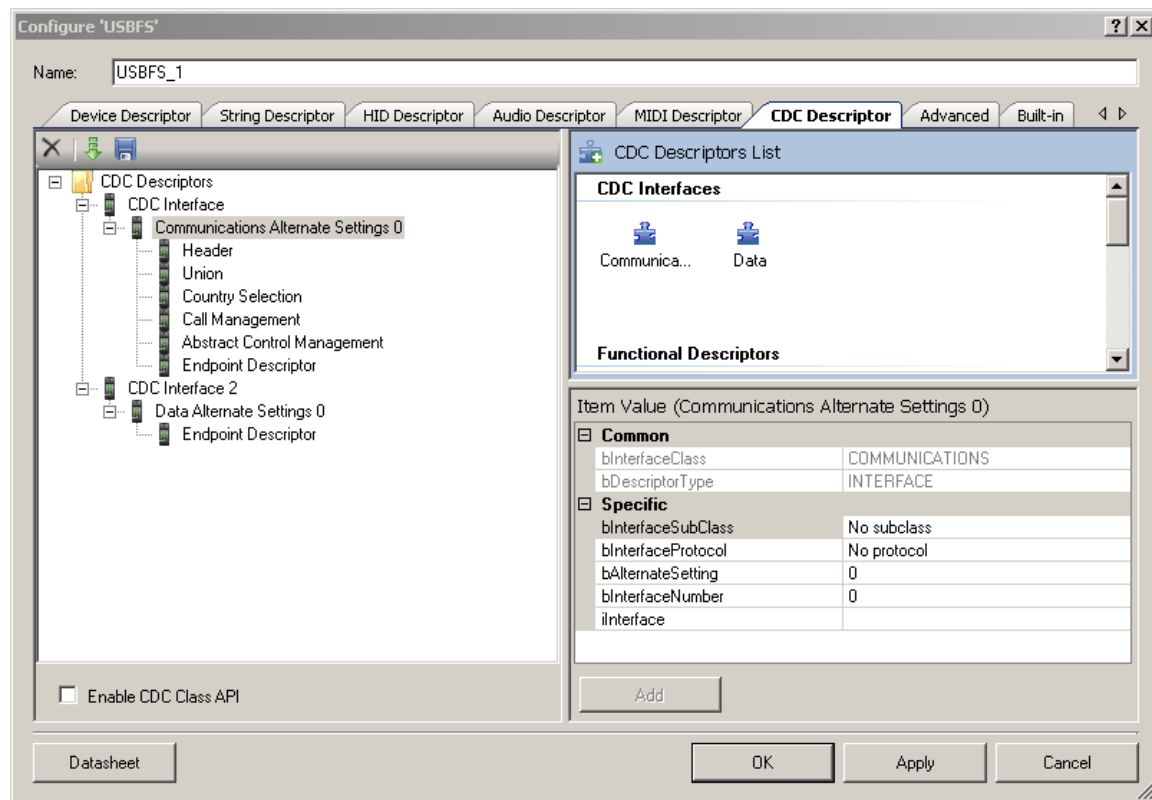 Configure 'USBFS'
Name: USBFS_1
Device Descriptor String Descriptor HID Descriptor Audio Descriptor MIDI Descriptor CDC Descriptor Advanced Built-in
CDC Descriptors
CDC Interface
Communications Alternate Settings 0
Header
Union
Country Selection
Call Management
Abstract Control Management
Endpoint Descriptor
CDC Interface 2
Data Alternate Settings 0
Endpoint Descriptor
Enable CDC Class API
CDC Descriptors List
CDC Interfaces
Communica... Data
Functional Descriptors
Item Value (Communications Alternate Settings 0)
Common
bInterfaceClass COMMUNICATIONS
bDescriptorType INTERFACE
Specific
bInterfaceSubClass No subclass
bInterfaceProtocol No protocol
bAlternateSetting 0
bInterfaceNumber 0
iInterface
Add
Datasheet OK Apply Cancel